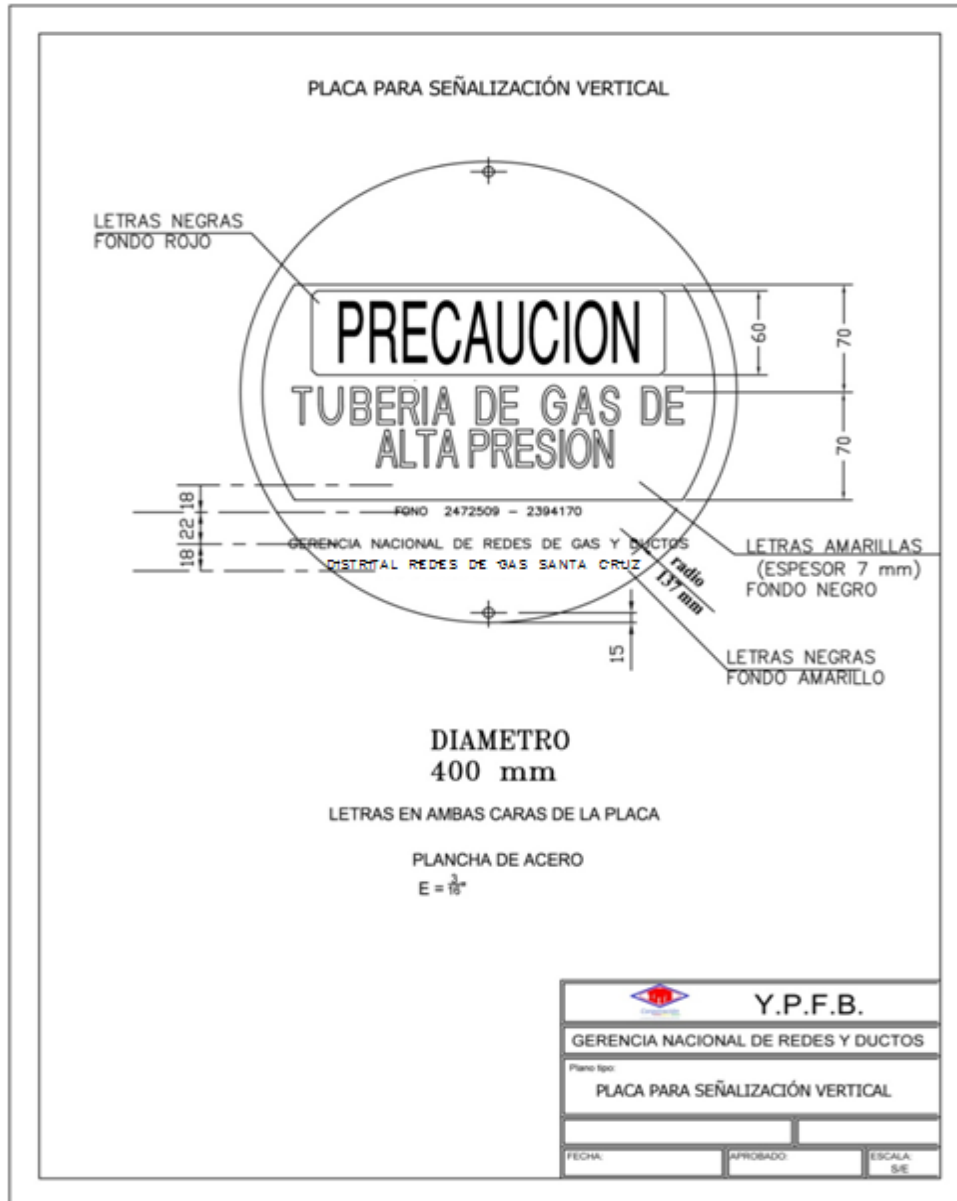 PLACA PARA SEÑALIZACIÓN VERTICAL
LETRAS NEGRAS
FONDO ROJO
PRECAUCION
TUBERIA DE GAS DE
ALTA PRESION
60
70
70
18
22
18
FONO 2472509 - 2394170
GERENCIA NACIONAL DE REDES DE GAS Y DUCTOS
DISTRITAL REDES DE GAS SANTA CRUZ
radio
137 mm
LETRAS AMARILLAS
(ESPESOR 7 mm)
FONDO NEGRO
15
LETRAS NEGRAS
FONDO AMARILLO
DIAMETRO
400 mm
LETRAS EN AMBAS CARAS DE LA PLACA
PLANCHA DE ACERO
E = 3/16"
Y.P.F.B.
GERENCIA NACIONAL DE REDES Y DUCTOS
Plano tipo:
PLACA PARA SEÑALIZACIÓN VERTICAL
FECHA:
APROBADO:
ESCALA:
S/E